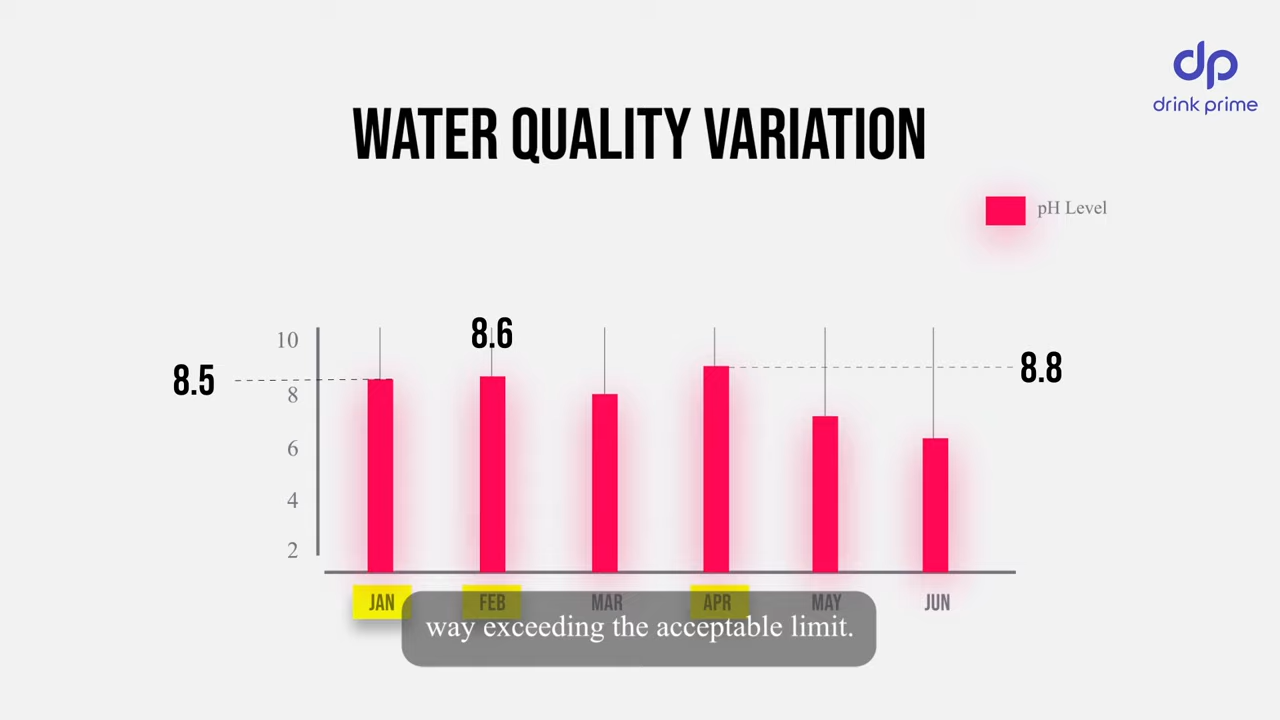 dp
drink prime
WATER QUALITY VARIATION
pH Level
10
8.6
8.8
8.5
8
6
4
2
JAN FEB MAR APR MAY JUN
way exceeding the acceptable limit.